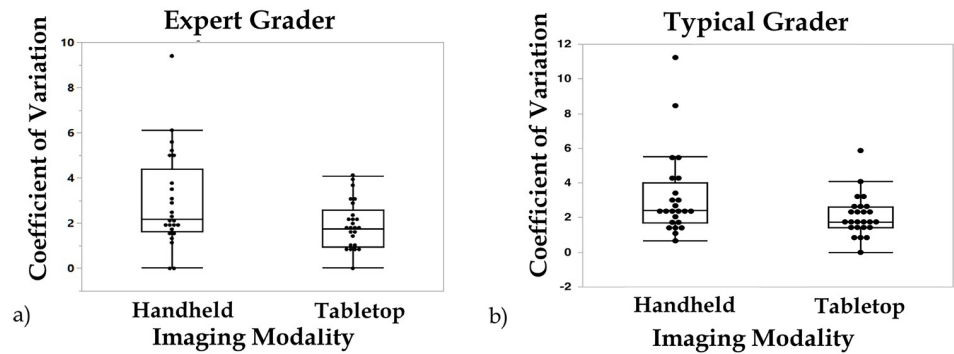 Expert Grader
Coefficient of Variation
10
8
6
4
2
0
Handheld
Tabletop
a)
Imaging Modality
Typical Grader
Coefficient of Variation
12
10
8
6
4
2
0
-2
Handheld
Tabletop
b)
Imaging Modality